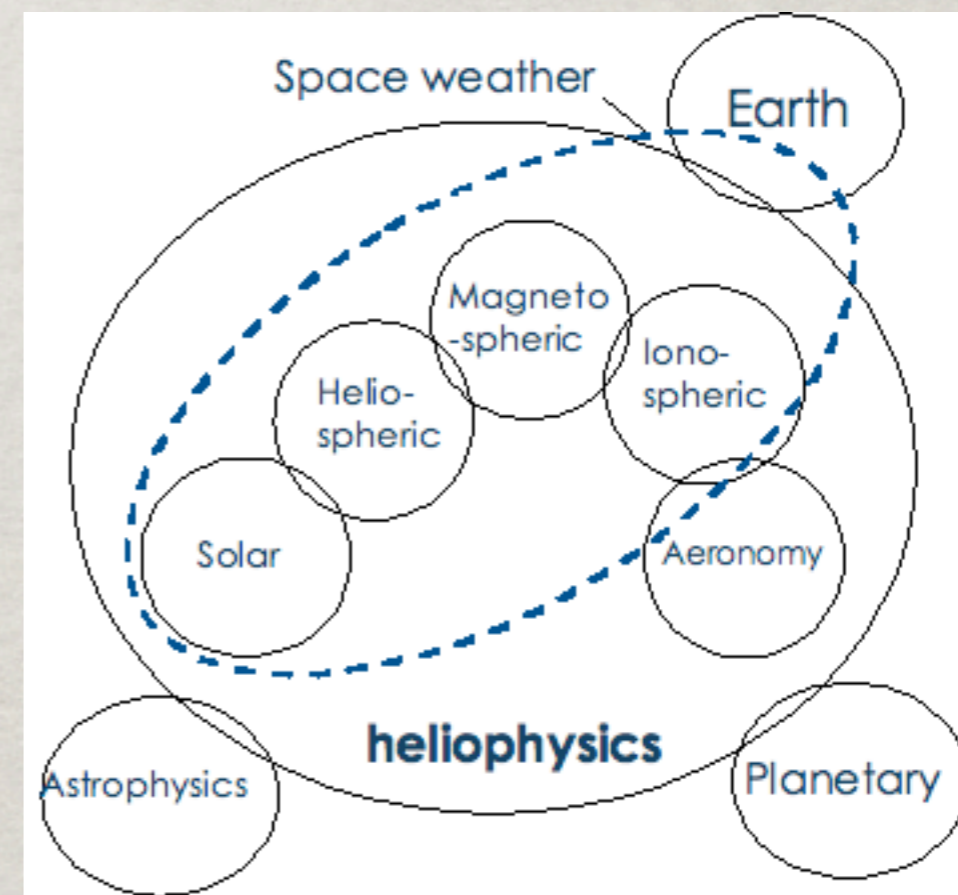 Space weather
Earth
Magneto
-spheric
Iono-
spheric
Helio-
spheric
Solar
Aeronomy
heliophysics
Astrophysics
Planetary